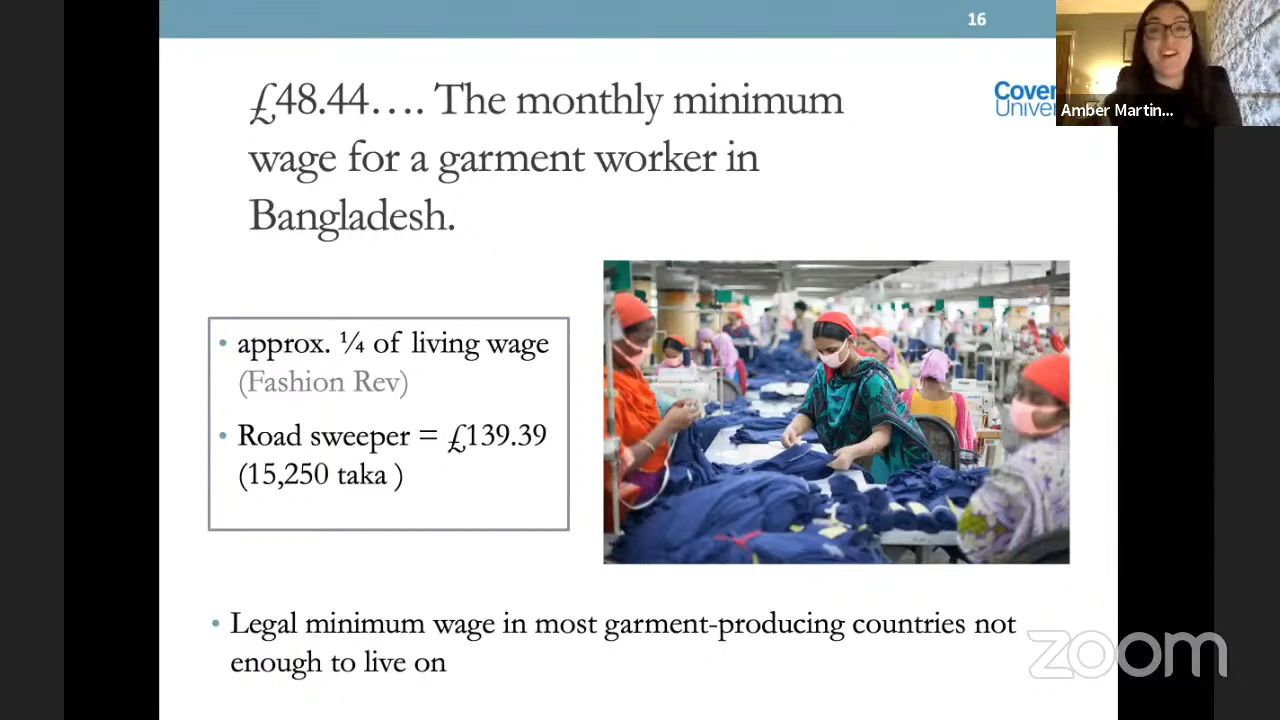 16
£48.44…. The monthly minimum
wage for a garment worker in
Bangladesh.
Cover
Univer
Amber Martin...
• approx. ¼ of living wage
(Fashion Rev)
• Road sweeper = £139.39
(15,250 taka )
• Legal minimum wage in most garment-producing countries not
enough to live on
zoom